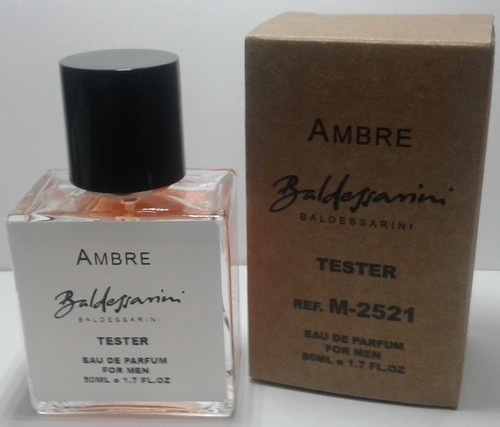 AMBRE
Baldessarini
BALDESSARINI
TESTER
EAU DE PARFUM
FOR MEN
50ML e 1.7 FL.OZ
AMBRE
Baldessarini
BALDESSARINI
TESTER
REF. M-2521
EAU DE PARFUM
FOR MEN
50ML e 1.7 FL.OZ